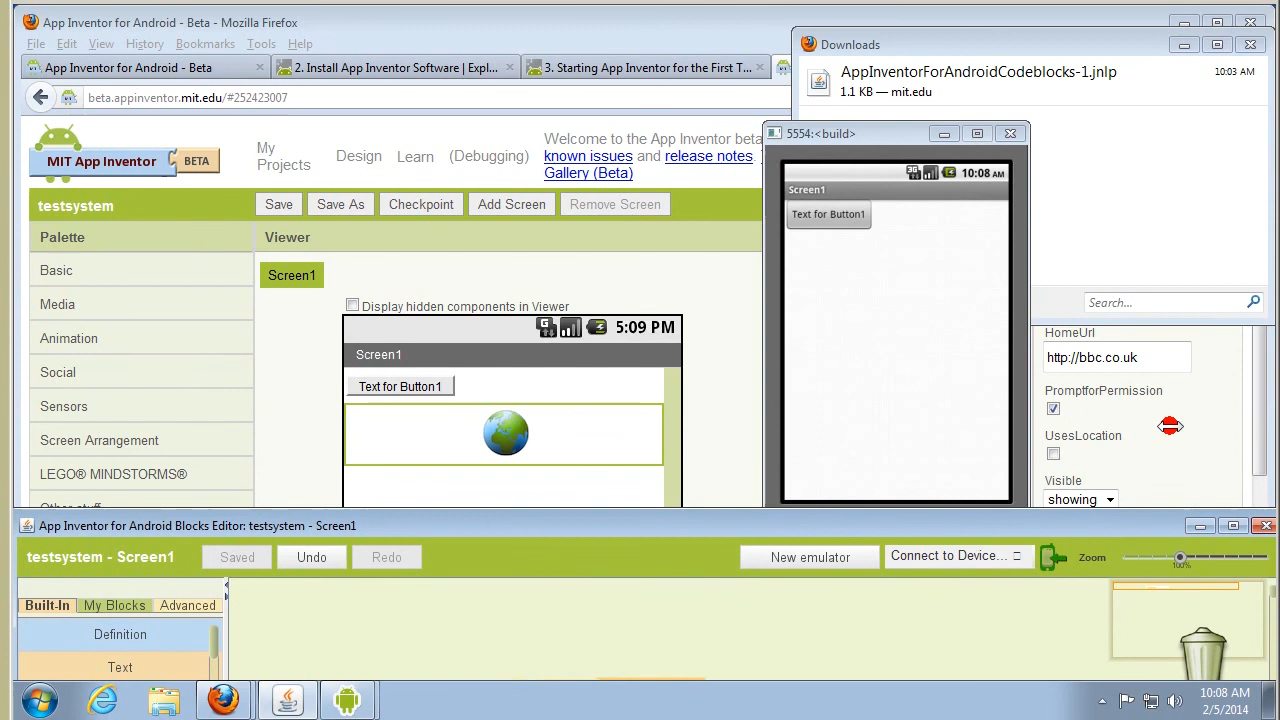 App Inventor for Android - Beta - Mozilla Firefox
File Edit View History Bookmarks Tools Help
App Inventor for Android - Beta
2. Install App Inventor Software | Expl...
3. Starting App Inventor for the First T...
beta.appinventor.mit.edu/#252423007
Downloads
AppInventorForAndroidCodeblocks-1.jnlp
10:03 AM
1.1 KB — mit.edu
Search...
MIT App Inventor BETA
My Projects
Design
Learn
(Debugging)
Welcome to the App Inventor beta
known issues and release notes.
Gallery (Beta)
testsystem
Save
Save As
Checkpoint
Add Screen
Remove Screen
Palette
Viewer
Basic
Media
Animation
Social
Sensors
Screen Arrangement
LEGO® MINDSTORMS®
Other stuff
Screen1
Display hidden components in Viewer
5:09 PM
Screen1
Text for Button1
5554:<build>
3G 10:08 AM
Screen1
Text for Button1
HomeUrl
http://bbc.co.uk
PromptforPermission
UsesLocation
Visible
showing
App Inventor for Android Blocks Editor: testsystem - Screen1
testsystem - Screen1
Saved
Undo
Redo
New emulator
Connect to Device...
Zoom
100%
Built-In
My Blocks
Advanced
Definition
Text
10:08 AM
2/5/2014